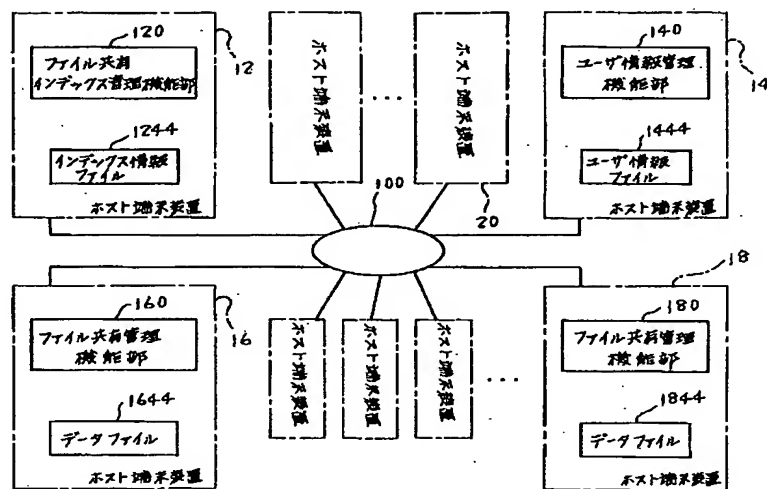 120
ファイル共有
インデックス管理機能部
1244
インデックス情報
ファイル
ホスト端末装置
12
ホスト端末装置
...
ホスト端末装置
20
140
ユーザ情報管理
機能部
1444
ユーザ情報
ファイル
ホスト端末装置
14
100
160
ファイル共有管理
機能部
1644
データファイル
ホスト端末装置
16
ホスト端末装置
ホスト端末装置
ホスト端末装置
...
18
180
ファイル共有管理
機能部
1844
データファイル
ホスト端末装置